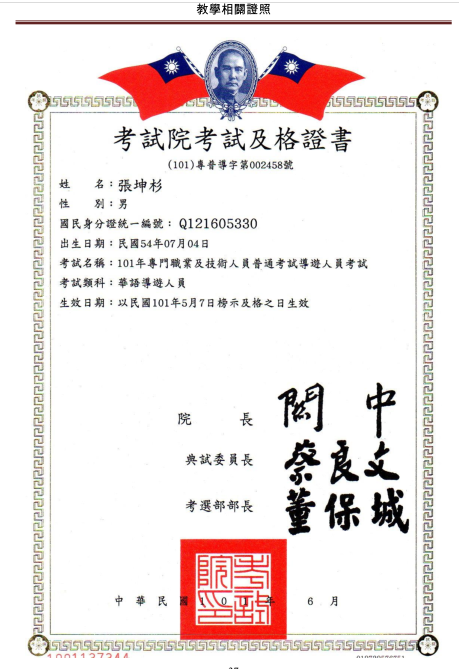 教學相關證照
考試院考試及格證書
(101)專普導字第002458號
姓 名：張坤杉
性 別：男
國民身分證統一編號：Q121605330
出生日期：民國54年07月04日
考試名稱：101年專門職業及技術人員普通考試導遊人員考試
考試類科：華語導遊人員
生效日期：以民國101年5月7日榜示及格之日生效
院 長 關 中
典試委員長 蔡良文
考選部部長 董保城
考試院印
中 華 民 國 1 0 1 年 6 月